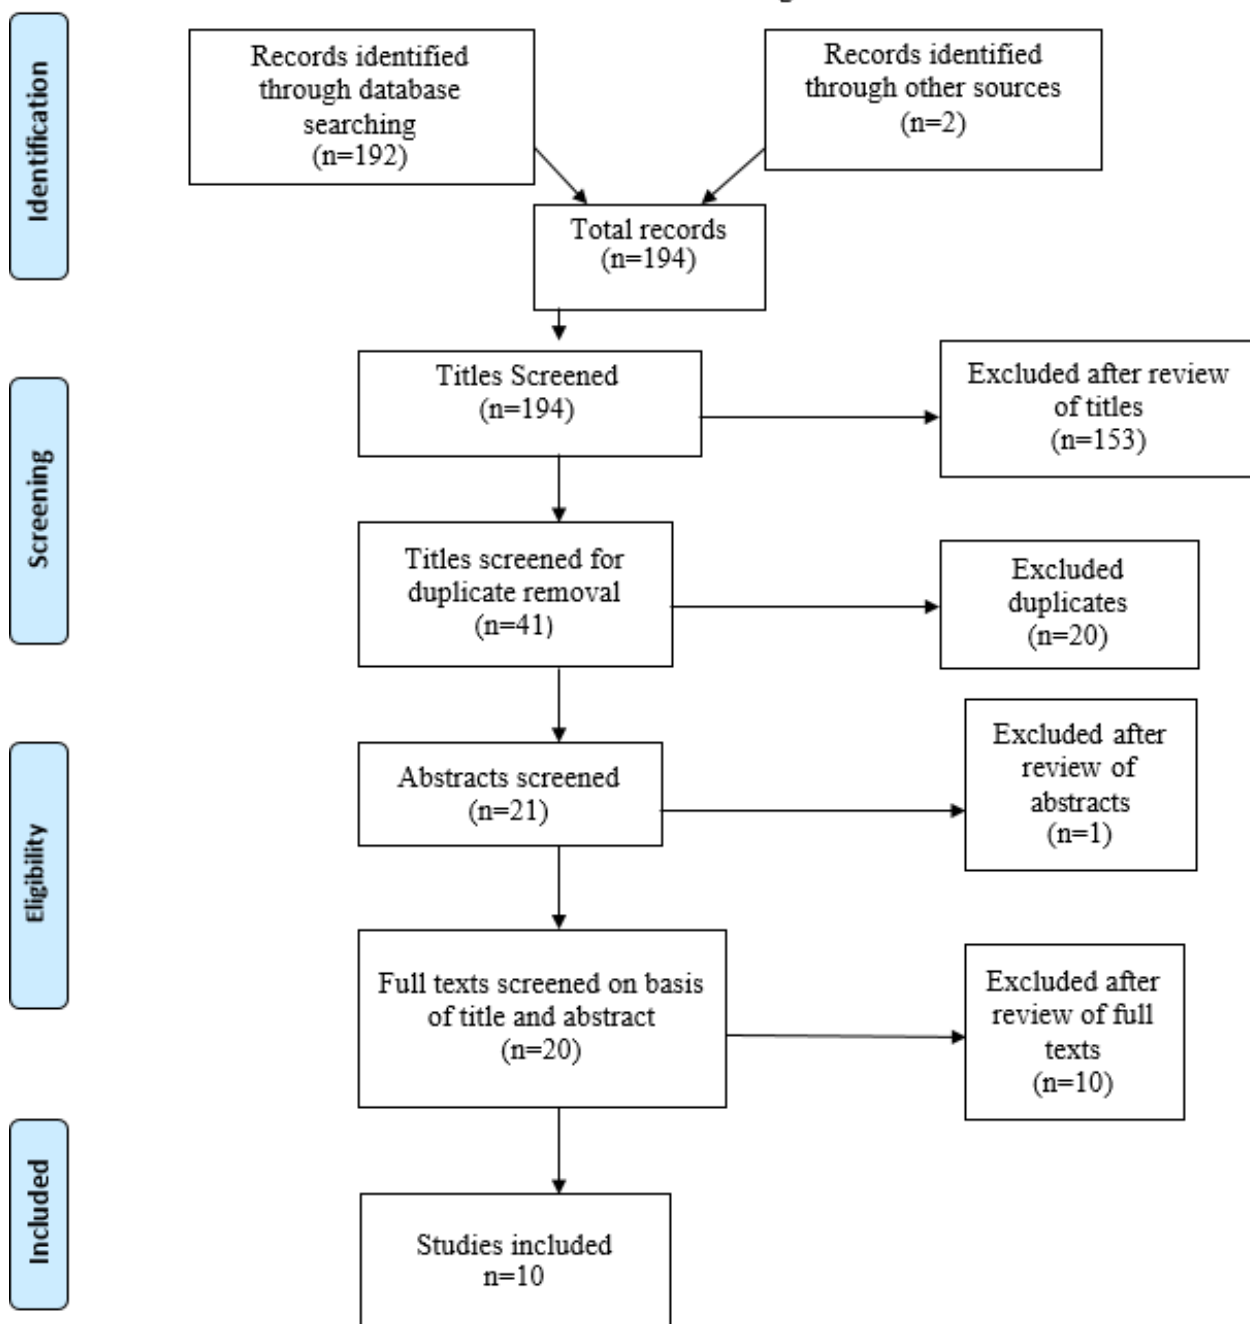 Identification
Records identified
through database
searching
(n=192)
Records identified
through other sources
(n=2)
Total records
(n=194)
Screening
Titles Screened
(n=194)
Excluded after review
of titles
(n=153)
Titles screened for
duplicate removal
(n=41)
Excluded
duplicates
(n=20)
Eligibility
Abstracts screened
(n=21)
Excluded after
review of
abstracts
(n=1)
Full texts screened on basis
of title and abstract
(n=20)
Excluded after
review of full
texts
(n=10)
Included
Studies included
n=10